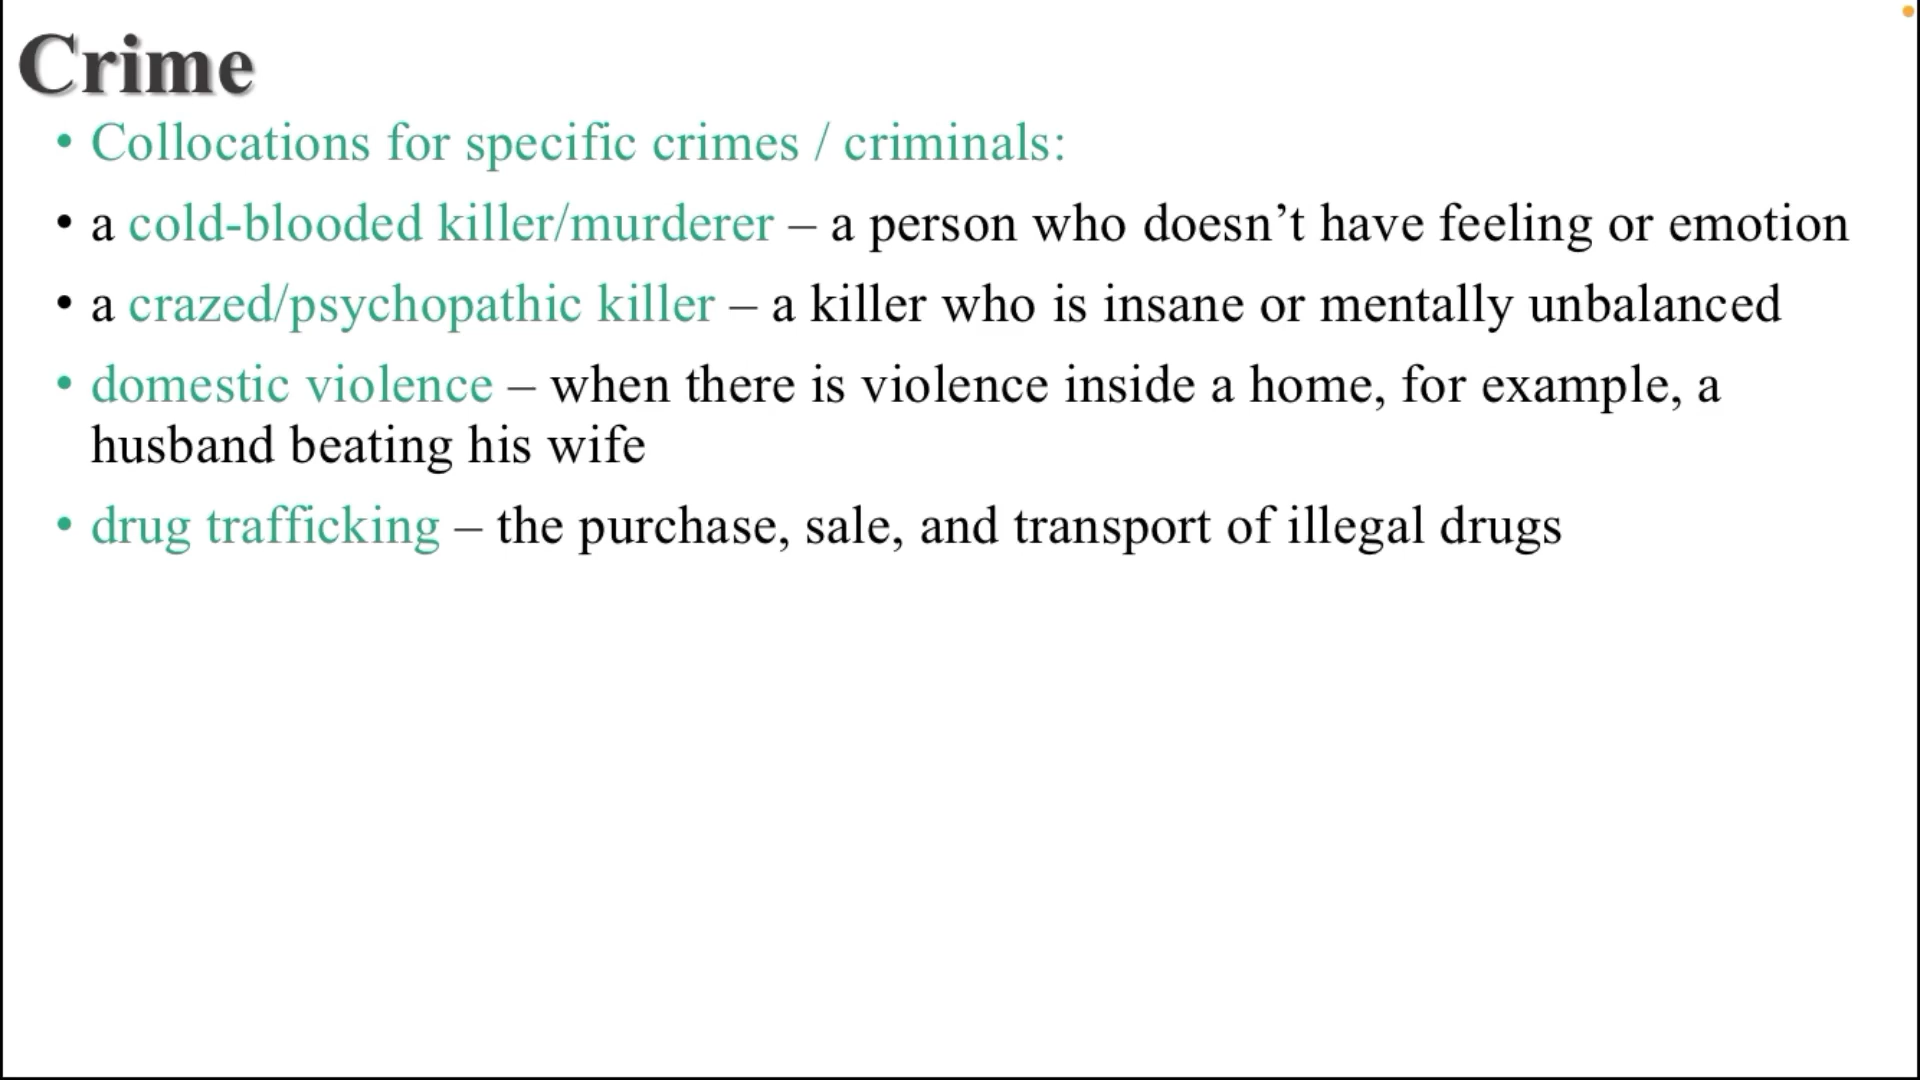 Crime
• Collocations for specific crimes / criminals:
• a cold-blooded killer/murderer – a person who doesn’t have feeling or emotion
• a crazed/psychopathic killer – a killer who is insane or mentally unbalanced
• domestic violence – when there is violence inside a home, for example, a
husband beating his wife
• drug trafficking – the purchase, sale, and transport of illegal drugs